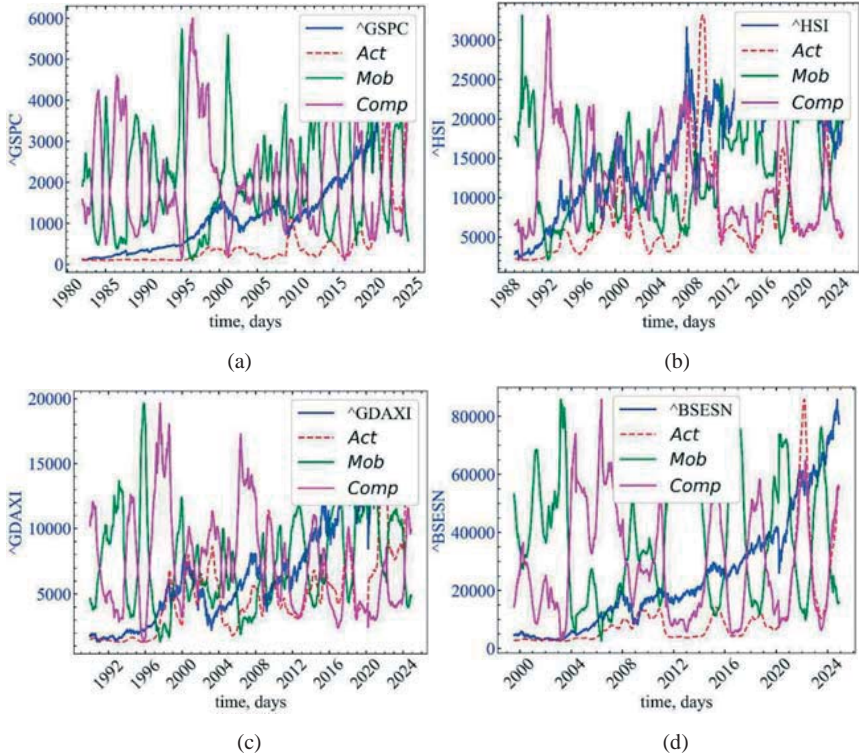 ^GSPC
6000
5000
4000
3000
2000
1000
0
^GSPC
Act
Mob
Comp
1980
1985
1990
1995
2000
2005
2010
2015
2020
2025
time, days
(a)
^HSI
30000
25000
20000
15000
10000
5000
^HSI
Act
Mob
Comp
1988
1992
1996
2000
2004
2008
2012
2016
2020
2024
time, days
(b)
^GDAXI
20000
15000
10000
5000
^GDAXI
Act
Mob
Comp
1992
1996
2000
2004
2008
2012
2016
2020
2024
time, days
(c)
^BSESN
80000
60000
40000
20000
0
^BSESN
Act
Mob
Comp
2000
2004
2008
2012
2016
2020
2024
time, days
(d)